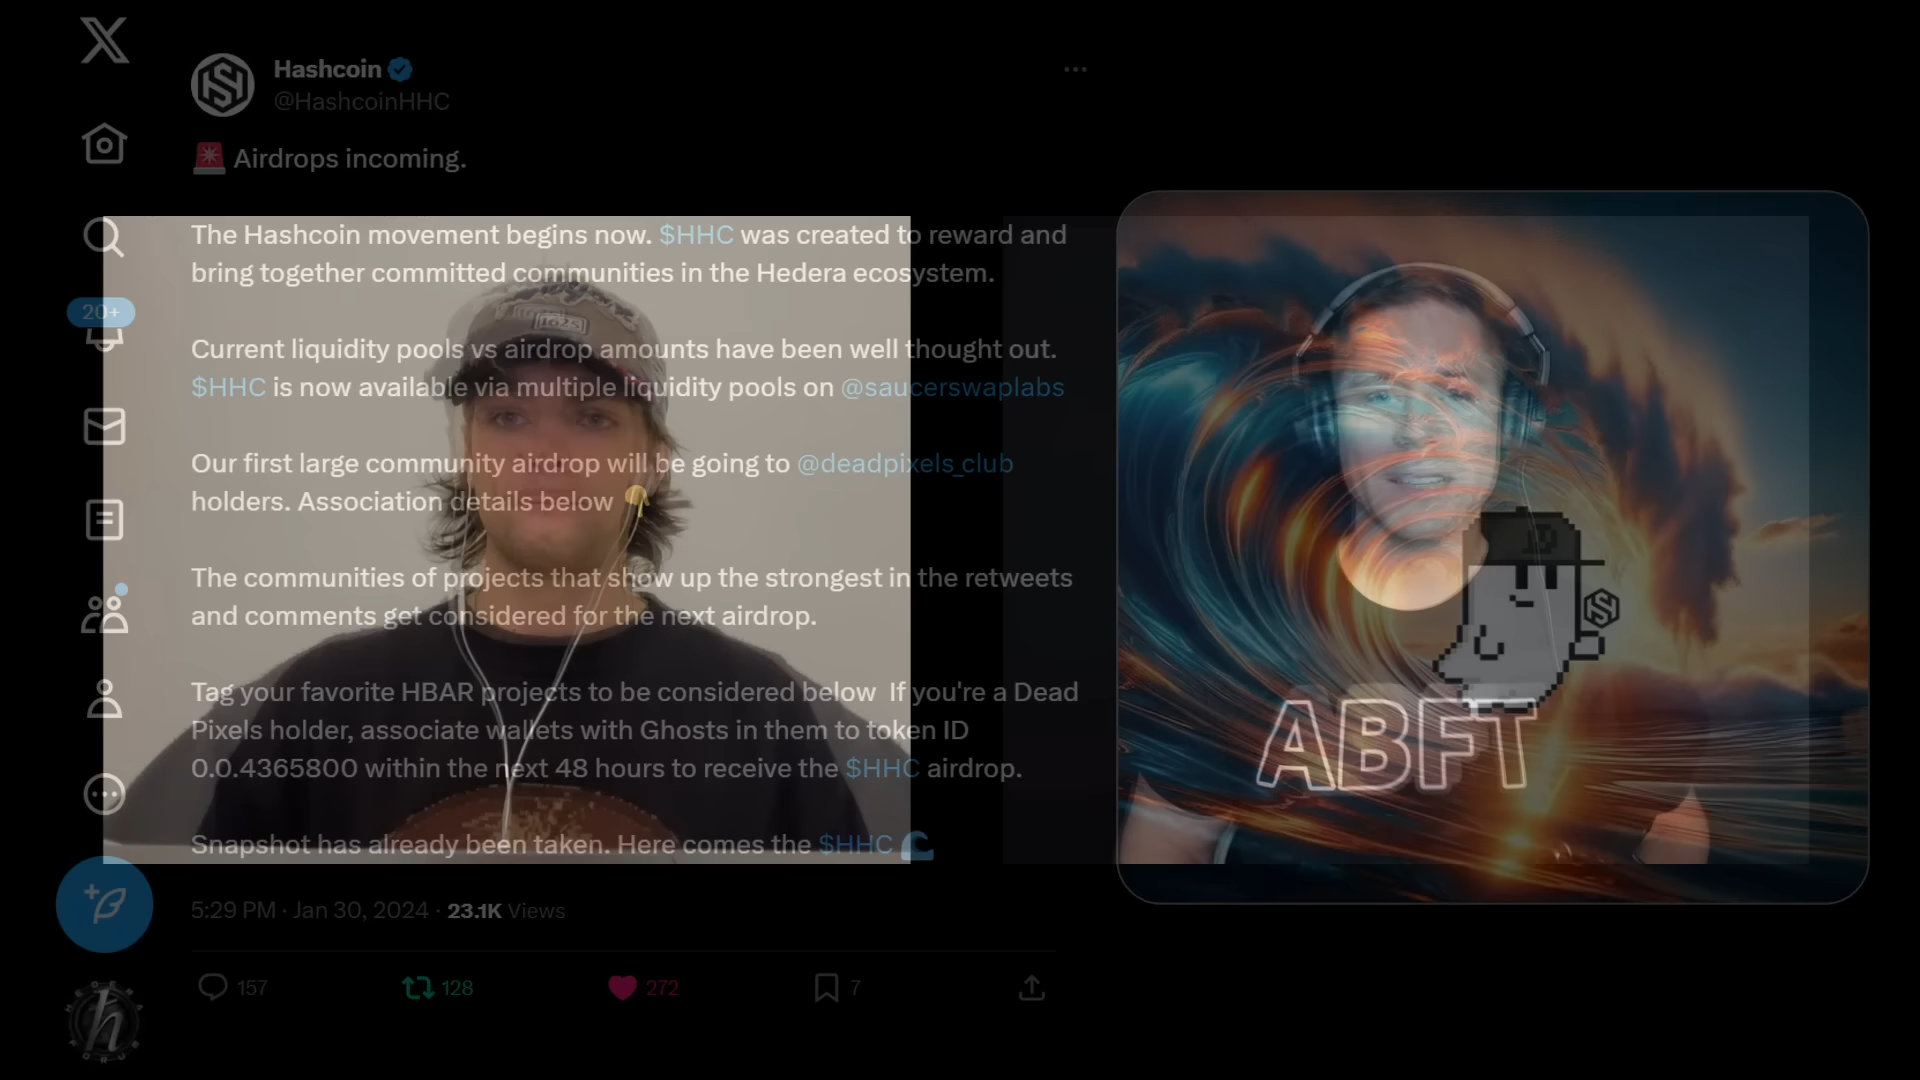 Hashcoin
@HashcoinHHC
Airdrops incoming.
The Hashcoin movement begins now. $HHC was created to reward and
bring together committed communities in the Hedera ecosystem.
20+
1625
Current liquidity pools vs airdrop amounts have been well thought out.
$HHC is now available via multiple liquidity pools on @saucerswaplabs
Our first large community airdrop will be going to @deadpixels_club
holders. Association details below
The communities of projects that show up the strongest in the retweets
and comments get considered for the next airdrop.
Tag your favorite HBAR projects to be considered below If you're a Dead
Pixels holder, associate wallets with Ghosts in them to token ID
0.0.4365800 within the next 48 hours to receive the $HHC airdrop.
Snapshot has already been taken. Here comes the $HHC
ABFT
5:29 PM · Jan 30, 2024 · 23.1K Views
157 128 272 7